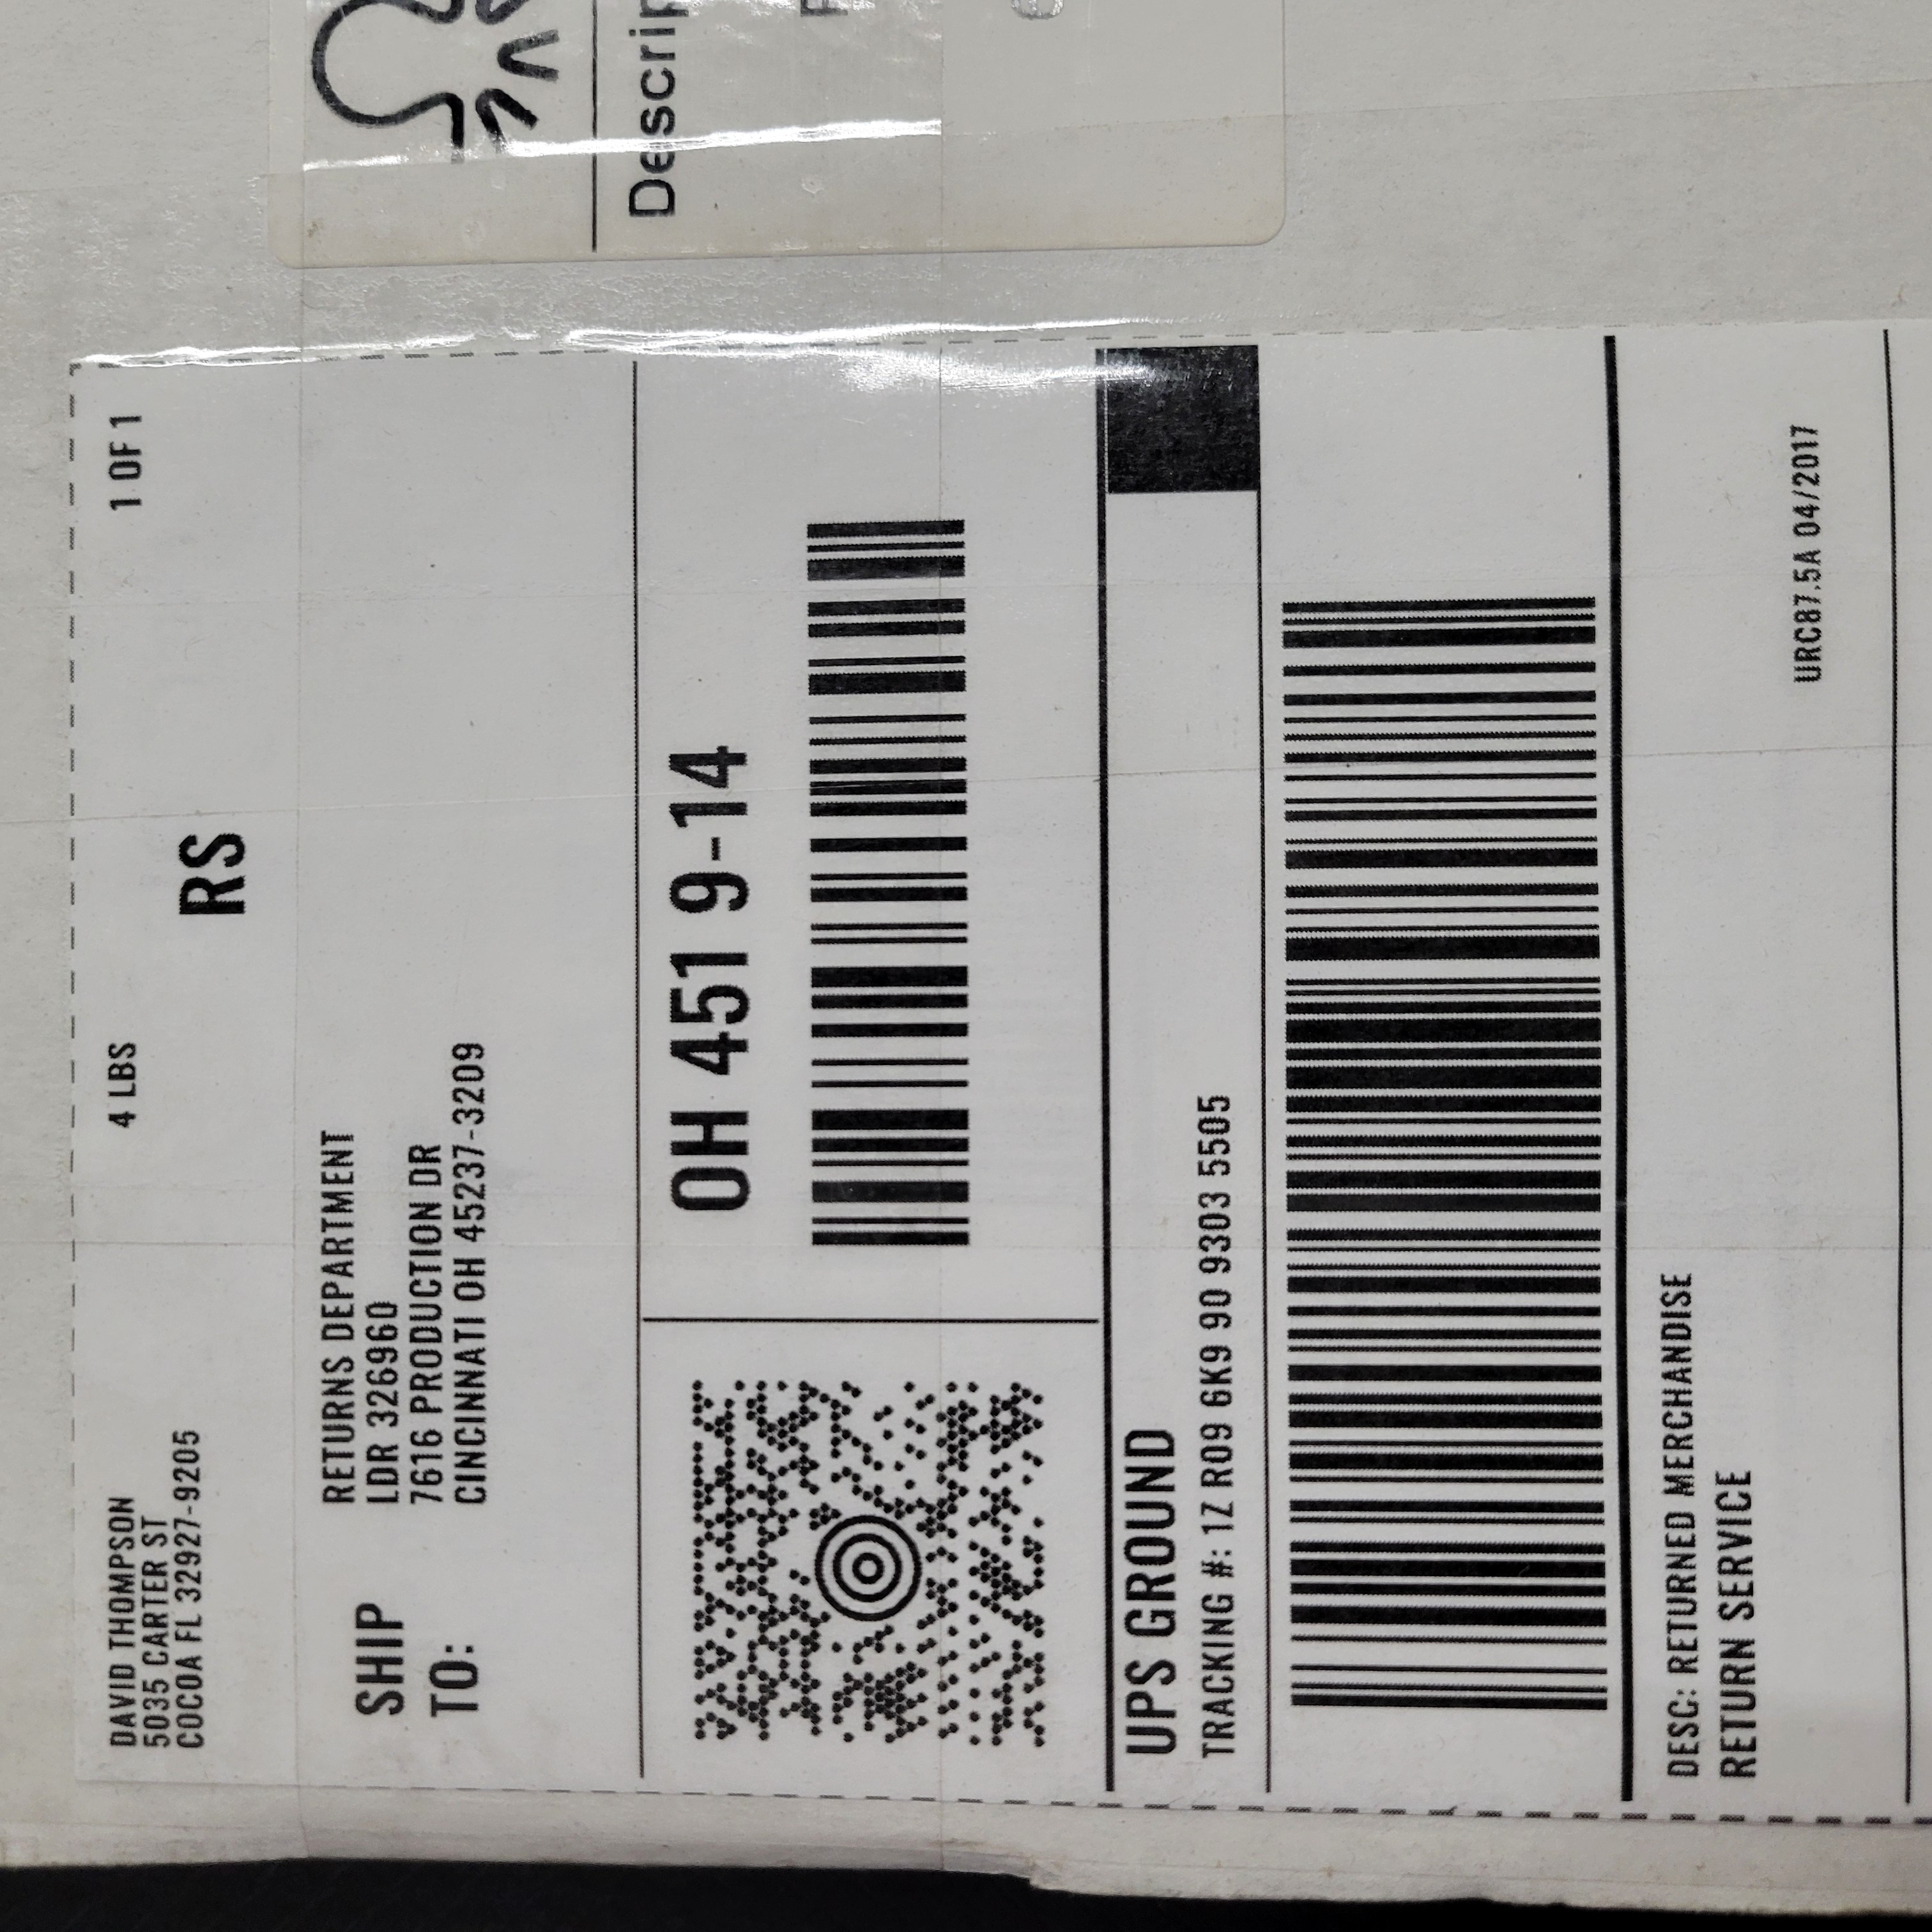 Descrip
DAVID THOMPSON
5035 CARTER ST
COCOA FL 32927-9205
4 LBS
1 OF 1
RS
SHIP
TO:
RETURNS DEPARTMENT
LDR 326960
7616 PRODUCTION DR
CINCINNATI OH 45237-3209
OH 451 9-14
UPS GROUND
TRACKING #: 1Z R09 6K9 90 9303 5505
DESC: RETURNED MERCHANDISE
RETURN SERVICE
URC87.5A 04/2017